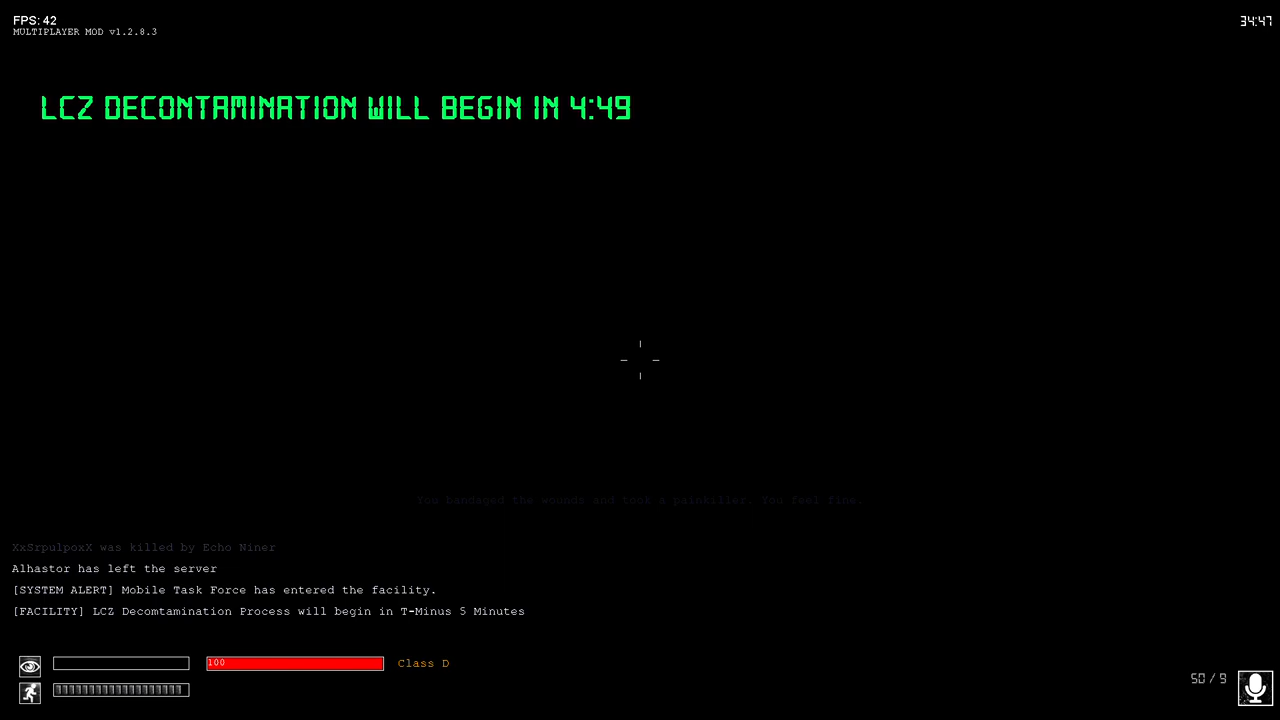 FPS: 42
MULTIPLAYER MOD v1.2.8.3
34:47
LCZ DECONTAMINATION WILL BEGIN IN 4:49
You bandaged the wounds and took a painkiller. You feel fine.
XxSrpulpoxX was killed by Echo Niner
Alhastor has left the server
[SYSTEM ALERT] Mobile Task Force has entered the facility.
[FACILITY] LCZ Decomtamination Process will begin in T-Minus 5 Minutes
100
Class D
50 / 9